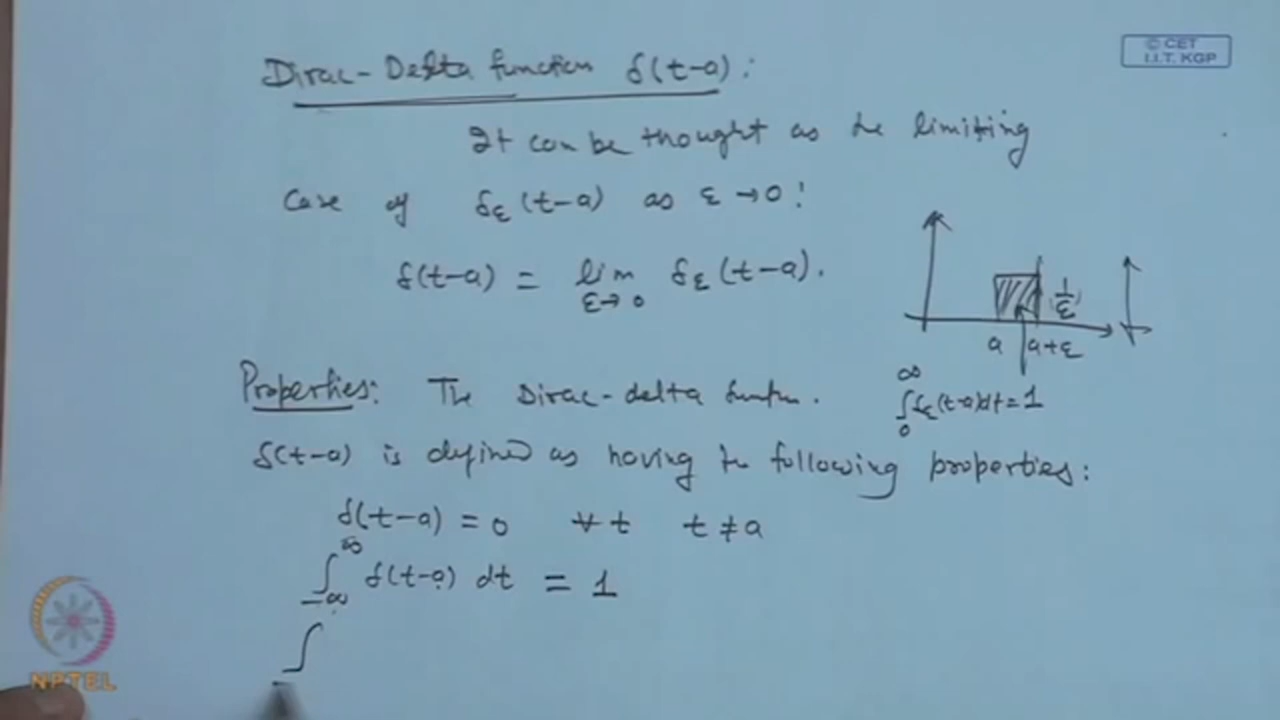 © CET
I.I.T. KGP
Dirac-Delta function δ(t-a):
It can be thought as the limiting
Case of δε(t-a) as ε→0:
δ(t-a) = lim ε→0 δε(t-a).
1/ε
a a+ε
∫₀^∞ δε(t-a)dt=1
Properties: The Dirac-delta function.
δ(t-a) is defined as having the following properties:
δ(t-a) = 0 ∀ t t ≠ a
∫₋∞^∞ δ(t-a) dt = 1
∫
NPTEL